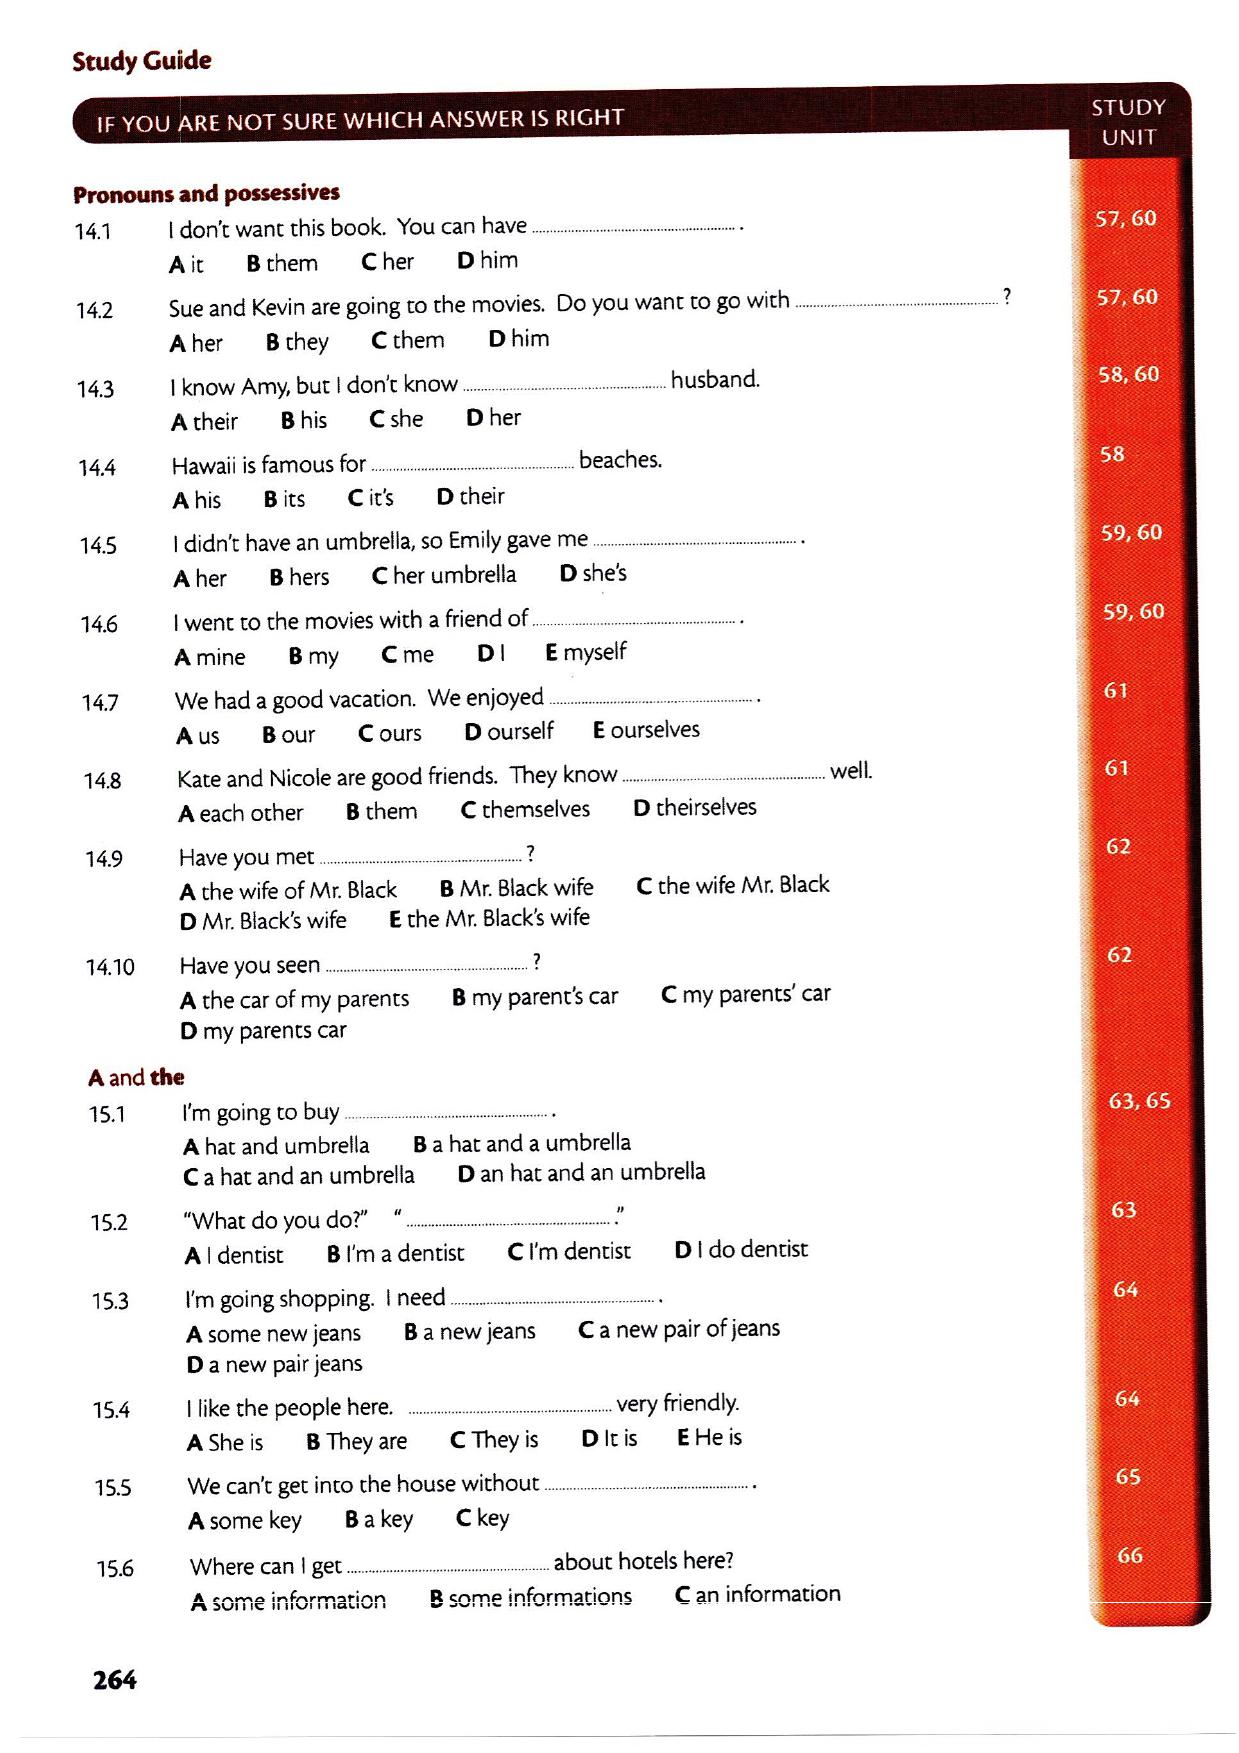 Study Guide
IF YOU ARE NOT SURE WHICH ANSWER IS RIGHT
STUDY
UNIT
Pronouns and possessives
14.1 I don't want this book. You can have .................... . 57, 60
A it B them C her D him
14.2 Sue and Kevin are going to the movies. Do you want to go with .................... ? 57, 60
A her B they C them D him
14.3 I know Amy, but I don't know .................... husband. 58, 60
A their B his C she D her
14.4 Hawaii is famous for .................... beaches. 58
A his B its C it's D their
14.5 I didn't have an umbrella, so Emily gave me .................... . 59, 60
A her B hers C her umbrella D she's
14.6 I went to the movies with a friend of .................... . 59, 60
A mine B my C me D I E myself
14.7 We had a good vacation. We enjoyed .................... . 61
A us B our C ours D ourself E ourselves
14.8 Kate and Nicole are good friends. They know .................... well. 61
A each other B them C themselves D theirselves
14.9 Have you met .................... ? 62
A the wife of Mr. Black B Mr. Black wife C the wife Mr. Black
D Mr. Black's wife E the Mr. Black's wife
14.10 Have you seen .................... ? 62
A the car of my parents B my parent's car C my parents' car
D my parents car
A and the
15.1 I'm going to buy .................... . 63, 65
A hat and umbrella B a hat and a umbrella
C a hat and an umbrella D an hat and an umbrella
15.2 "What do you do?" " .................... ." 63
A I dentist B I'm a dentist C I'm dentist D I do dentist
15.3 I'm going shopping. I need .................... . 64
A some new jeans B a new jeans C a new pair of jeans
D a new pair jeans
15.4 I like the people here. .................... very friendly. 64
A She is B They are C They is D It is E He is
15.5 We can't get into the house without .................... . 65
A some key B a key C key
15.6 Where can I get .................... about hotels here? 66
A some information B some informations C an information
264